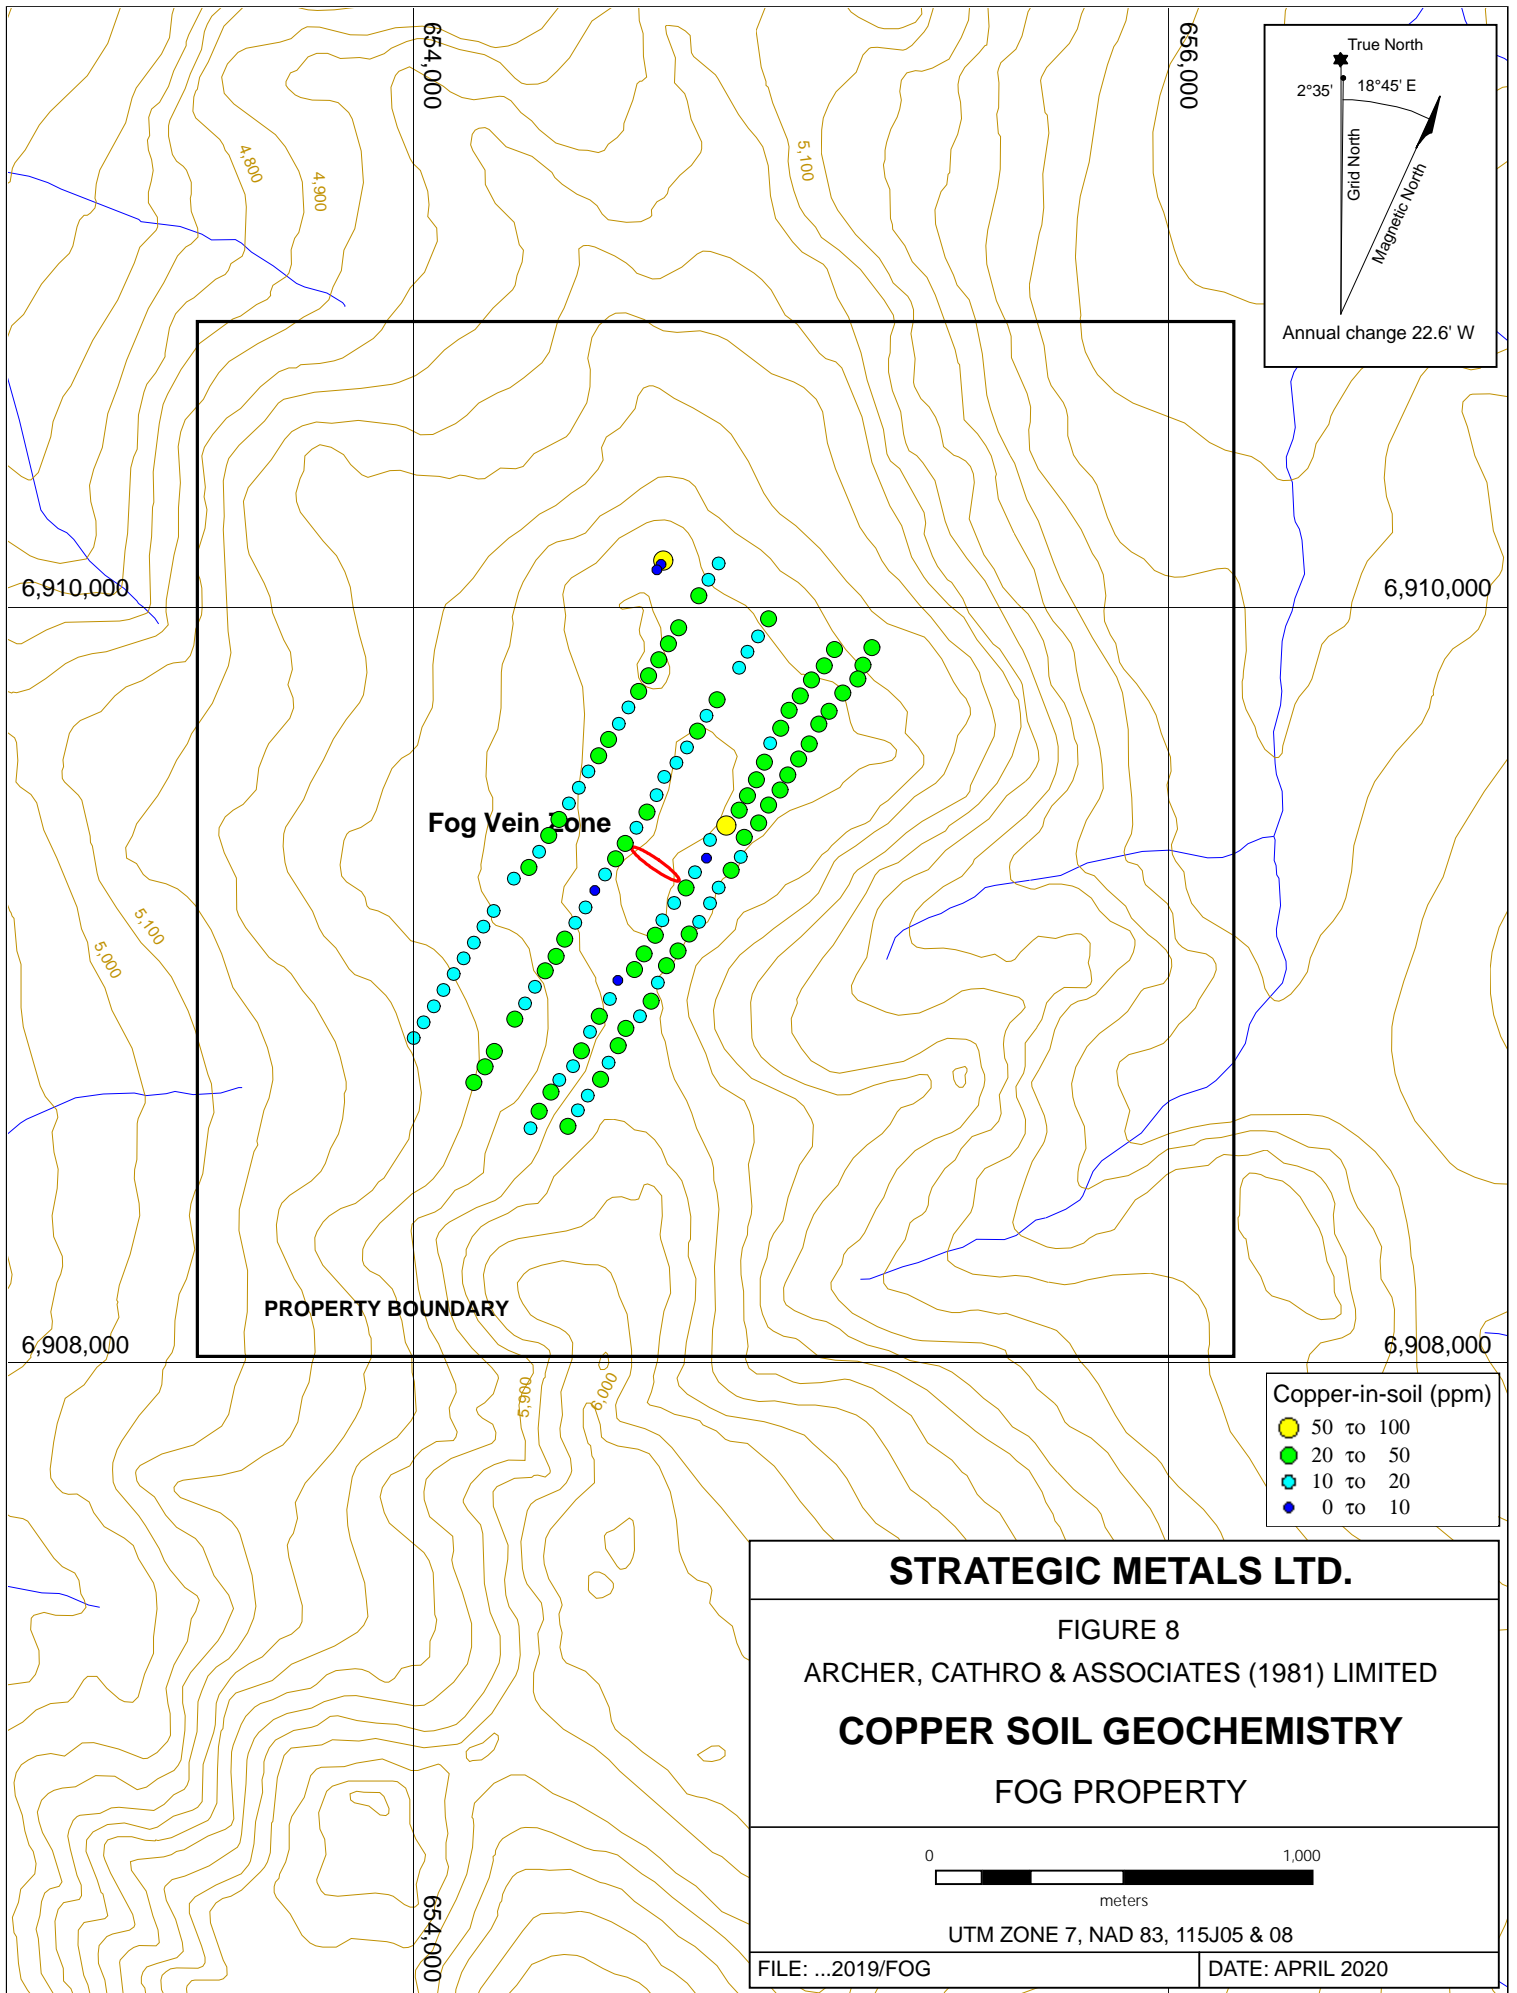 654,000
656,000
True North
2°35'
18°45' E
Grid North
Magnetic North
Annual change 22.6' W
4,800
4,900
5,100
6,910,000
6,910,000
Fog Vein Zone
5,100
5,000
PROPERTY BOUNDARY
6,908,000
6,908,000
5,900
6,000
Copper-in-soil (ppm)
50 το 100
20 το 50
10 το 20
0 το 10
STRATEGIC METALS LTD.
FIGURE 8
ARCHER, CATHRO & ASSOCIATES (1981) LIMITED
COPPER SOIL GEOCHEMISTRY
FOG PROPERTY
0 1,000
meters
UTM ZONE 7, NAD 83, 115J05 & 08
FILE: ...2019/FOG
DATE: APRIL 2020
654,000